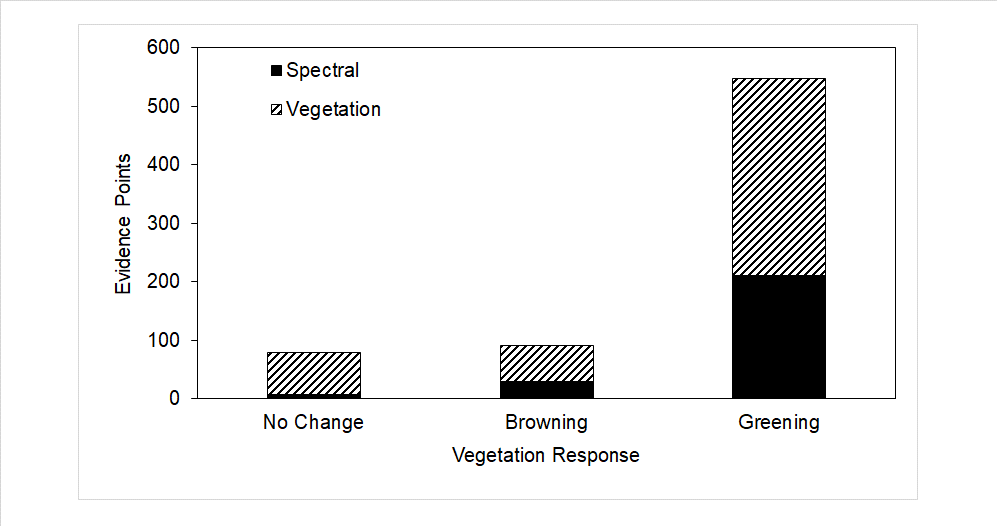 600
500
400
300
200
100
0
Evidence Points
Spectral
Vegetation
No Change
Browning
Greening
Vegetation Response